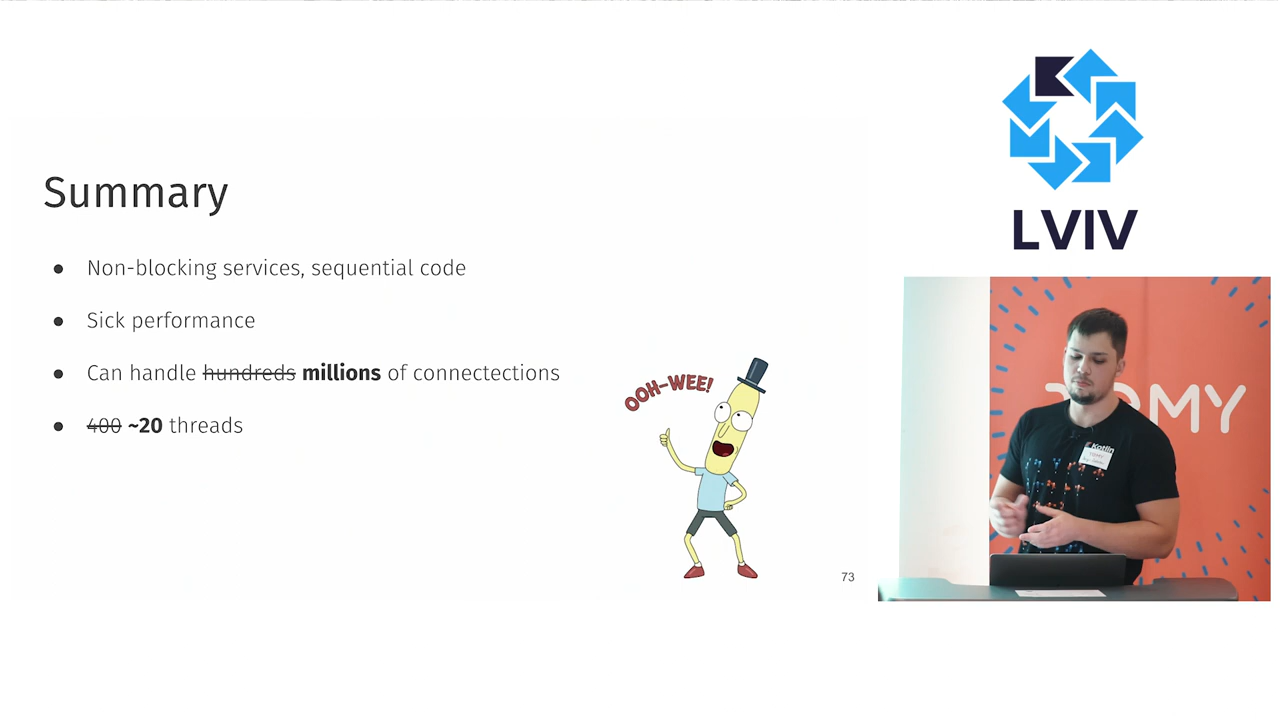 Summary
● Non-blocking services, sequential code
● Sick performance
● Can handle hundreds millions of connectections
● 400 ~20 threads
OOH-WEE!
73
LVIV
Kotlin